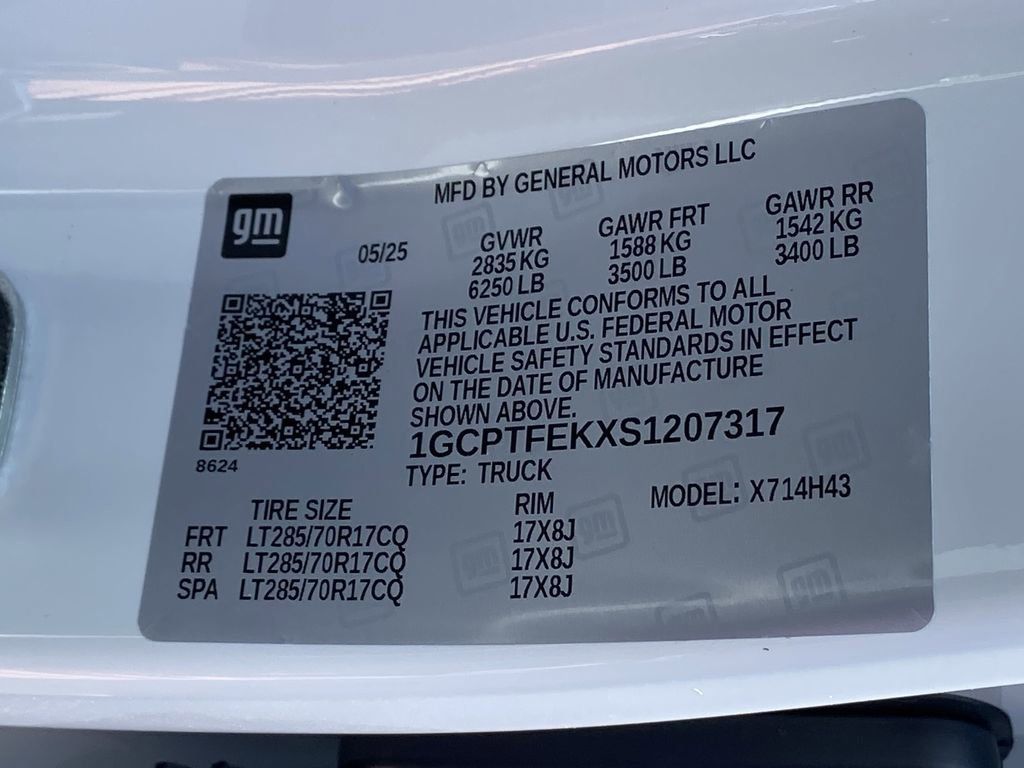 MFD BY GENERAL MOTORS LLC
gm
05/25
GVWR GAWR FRT GAWR RR
2835 KG 1588 KG 1542 KG
6250 LB 3500 LB 3400 LB
THIS VEHICLE CONFORMS TO ALL
APPLICABLE U.S. FEDERAL MOTOR
VEHICLE SAFETY STANDARDS IN EFFECT
ON THE DATE OF MANUFACTURE
SHOWN ABOVE.
1GCPTFEKXS1207317
8624
TYPE: TRUCK MODEL: X714H43
TIRE SIZE RIM
FRT LT285/70R17CQ 17X8J
RR LT285/70R17CQ 17X8J
SPA LT285/70R17CQ 17X8J